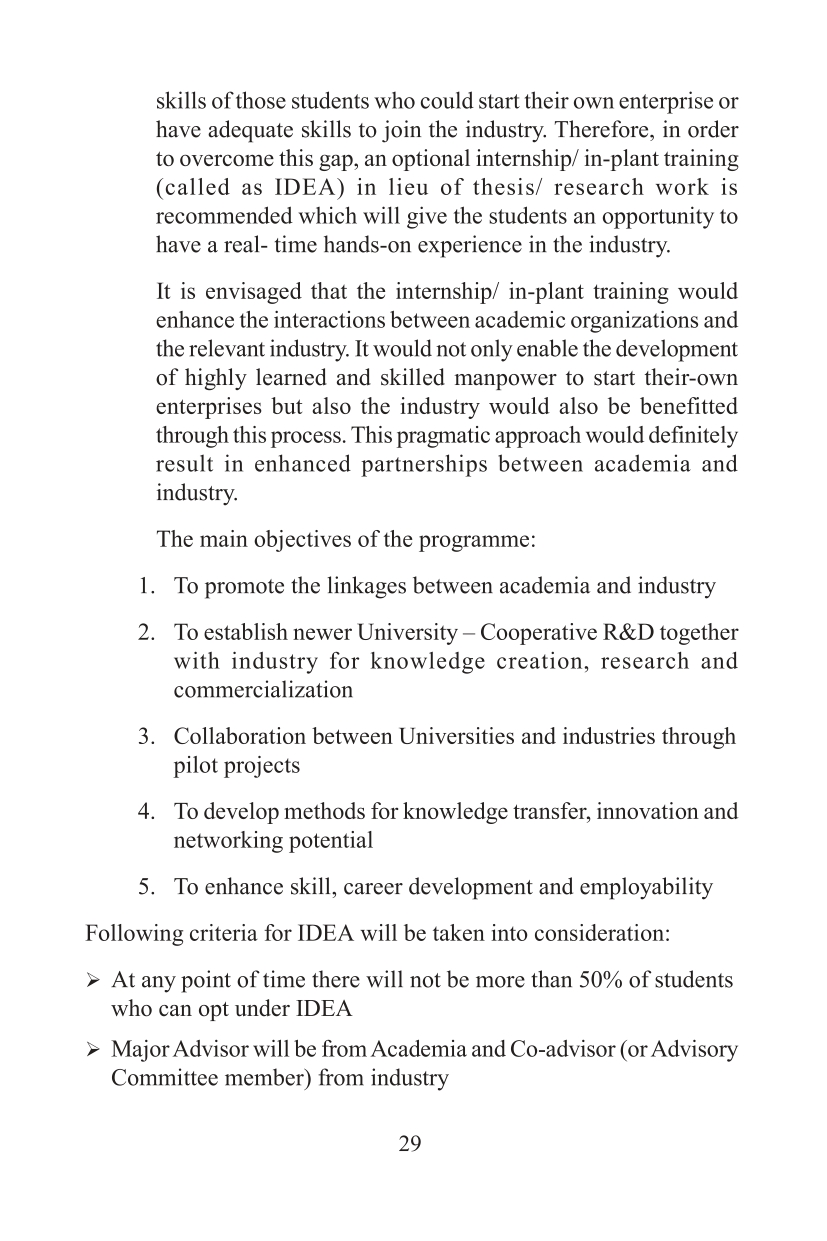 skills of those students who could start their own enterprise or
have adequate skills to join the industry. Therefore, in order
to overcome this gap, an optional internship/ in-plant training
(called as IDEA) in lieu of thesis/ research work is
recommended which will give the students an opportunity to
have a real- time hands-on experience in the industry.
It is envisaged that the internship/ in-plant training would
enhance the interactions between academic organizations and
the relevant industry. It would not only enable the development
of highly learned and skilled manpower to start their-own
enterprises but also the industry would also be benefitted
through this process. This pragmatic approach would definitely
result in enhanced partnerships between academia and
industry.
The main objectives of the programme:
1. To promote the linkages between academia and industry
2. To establish newer University – Cooperative R&D together
with industry for knowledge creation, research and
commercialization
3. Collaboration between Universities and industries through
pilot projects
4. To develop methods for knowledge transfer, innovation and
networking potential
5. To enhance skill, career development and employability
Following criteria for IDEA will be taken into consideration:
➢ At any point of time there will not be more than 50% of students
who can opt under IDEA
➢ Major Advisor will be from Academia and Co-advisor (or Advisory
Committee member) from industry
29